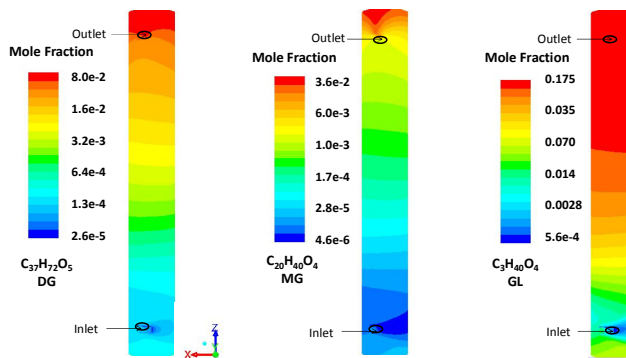 Outlet
Mole Fraction
8.0e-2
1.6e-2
3.2e-3
6.4e-4
1.3e-4
2.6e-5
C37H72O5
DG
Inlet
X
Y
Z
Outlet
Mole Fraction
3.6e-2
6.0e-3
1.0e-3
1.7e-4
2.8e-5
4.6e-6
C20H40O4
MG
Inlet
Outlet
Mole Fraction
0.175
0.035
0.070
0.014
0.0028
5.6e-4
C3H40O4
GL
Inlet